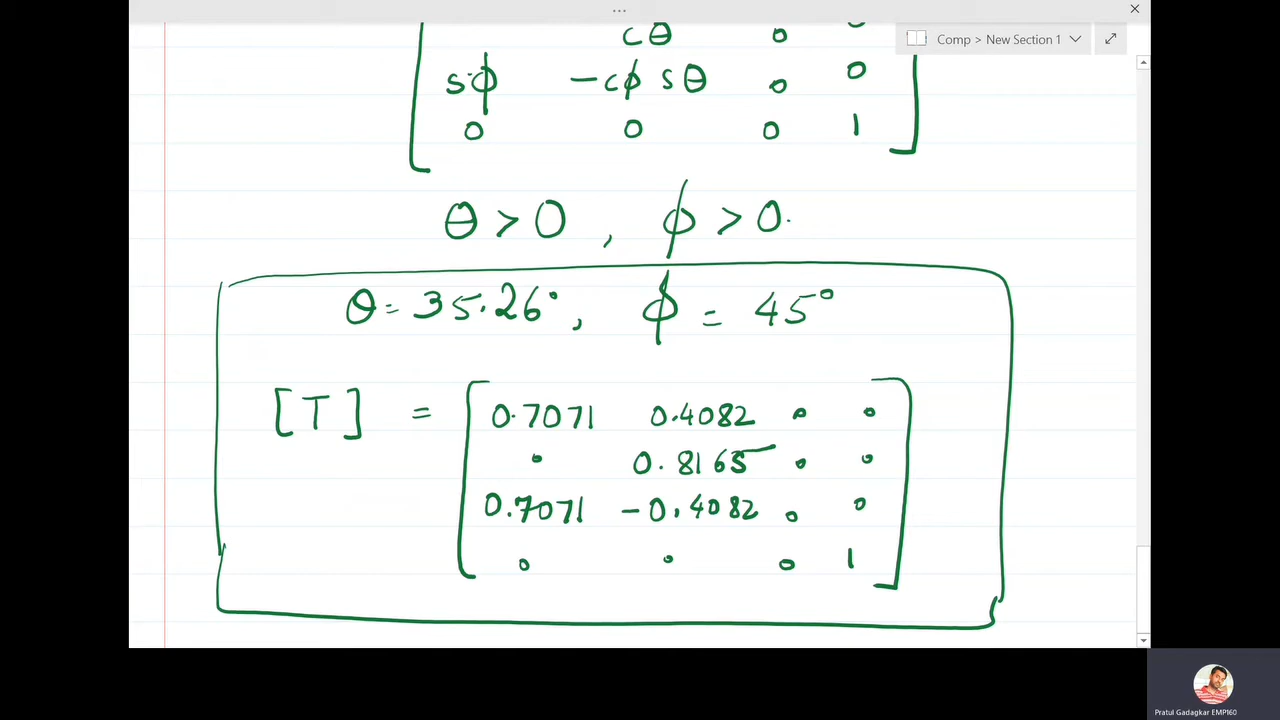 ...
Comp > New Section 1
cθ 0
sϕ -cϕ sθ 0 0
0 0 0 1
θ > 0 , ϕ > 0.
θ = 35.26°, ϕ = 45°
[T] = 0.7071 0.4082 0 0
0 0.8165 0 0
0.7071 -0.4082 0 0
0 0 0 1
Pratul Gadagkar EMP160